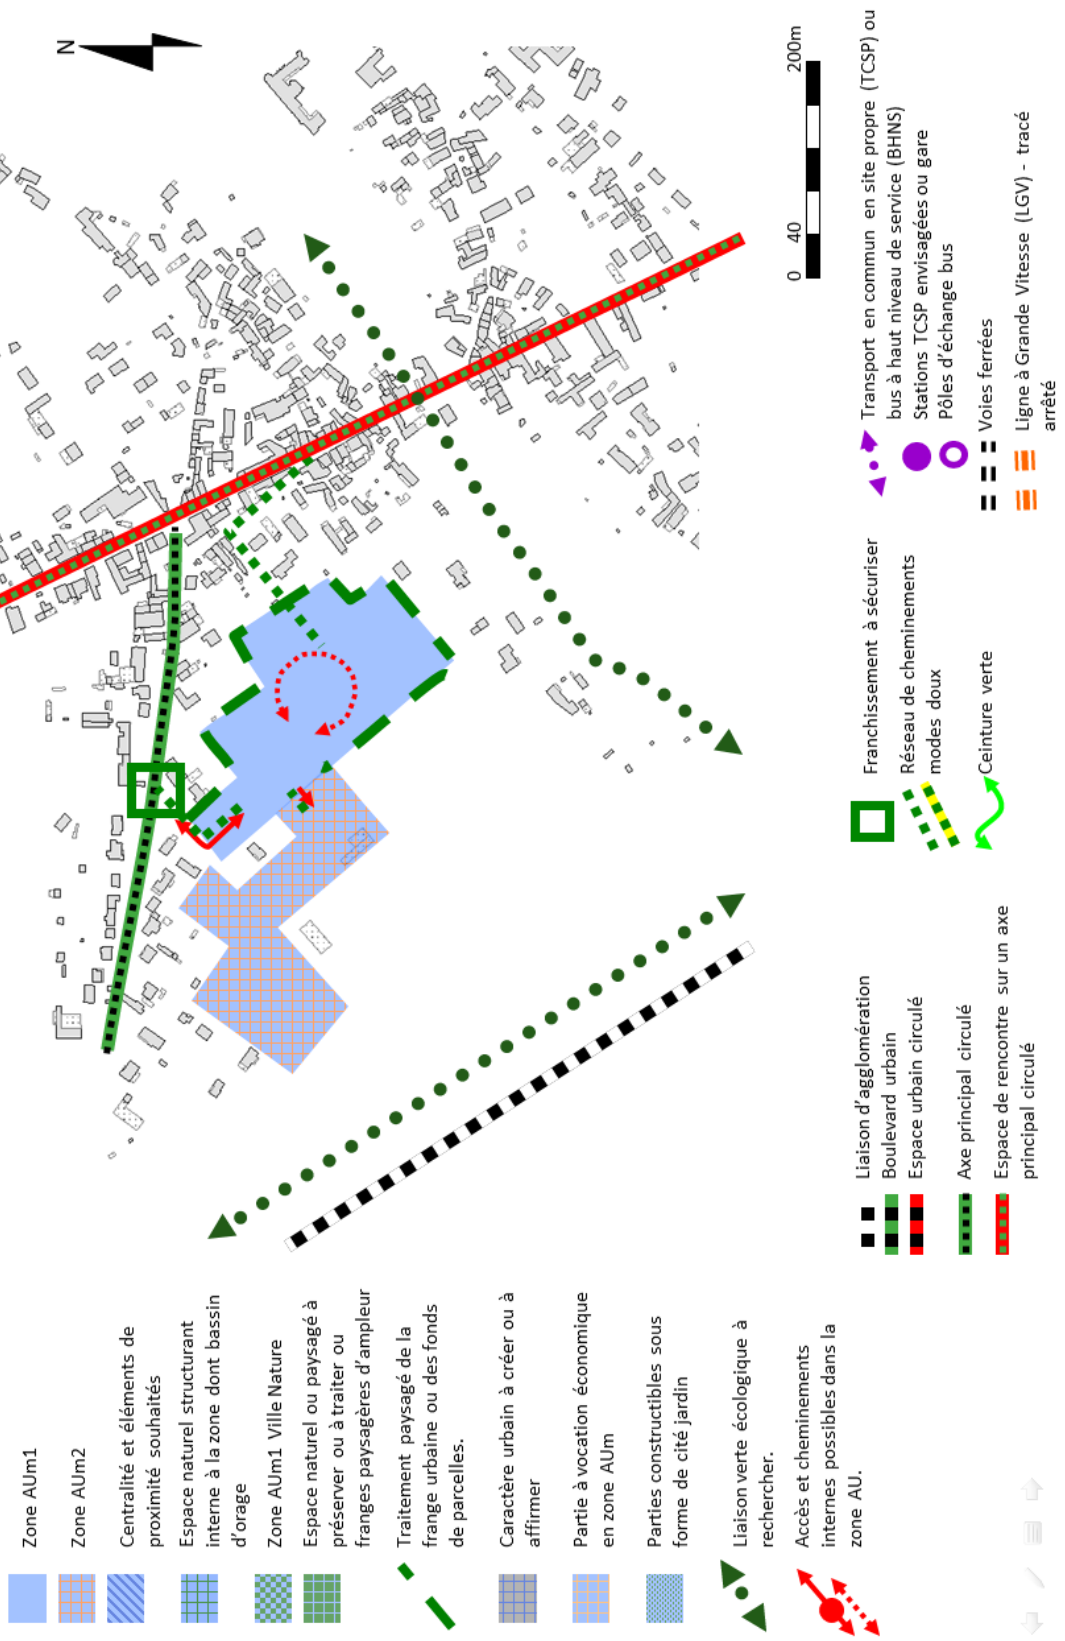 N
0
40
200m
Zone AUm1
Zone AUm2
Centralité et éléments de
proximité souhaités
Espace naturel structurant
interne à la zone dont bassin
d'orage
Zone AUm1 Ville Nature
Espace naturel ou paysagé à
préserver ou à traiter ou
franges paysagères d'ampleur
Traitement paysagé de la
frange urbaine ou des fonds
de parcelles.
Caractère urbain à créer ou à
affirmer
Partie à vocation économique
en zone AUm
Parties constructibles sous
forme de cité jardin
Liaison verte écologique à
rechercher.
Accès et cheminements
internes possibles dans la
zone AU.
Liaison d'agglomération
Boulevard urbain
Espace urbain circulé
Axe principal circulé
Espace de rencontre sur un axe
principal circulé
Franchissement à sécuriser
Réseau de cheminements
modes doux
Ceinture verte
Transport en commun en site propre (TCSP) ou
bus à haut niveau de service (BHNS)
Stations TCSP envisagées ou gare
Pôles d'échange bus
Voies ferrées
Ligne à Grande Vitesse (LGV) - tracé
arrêté